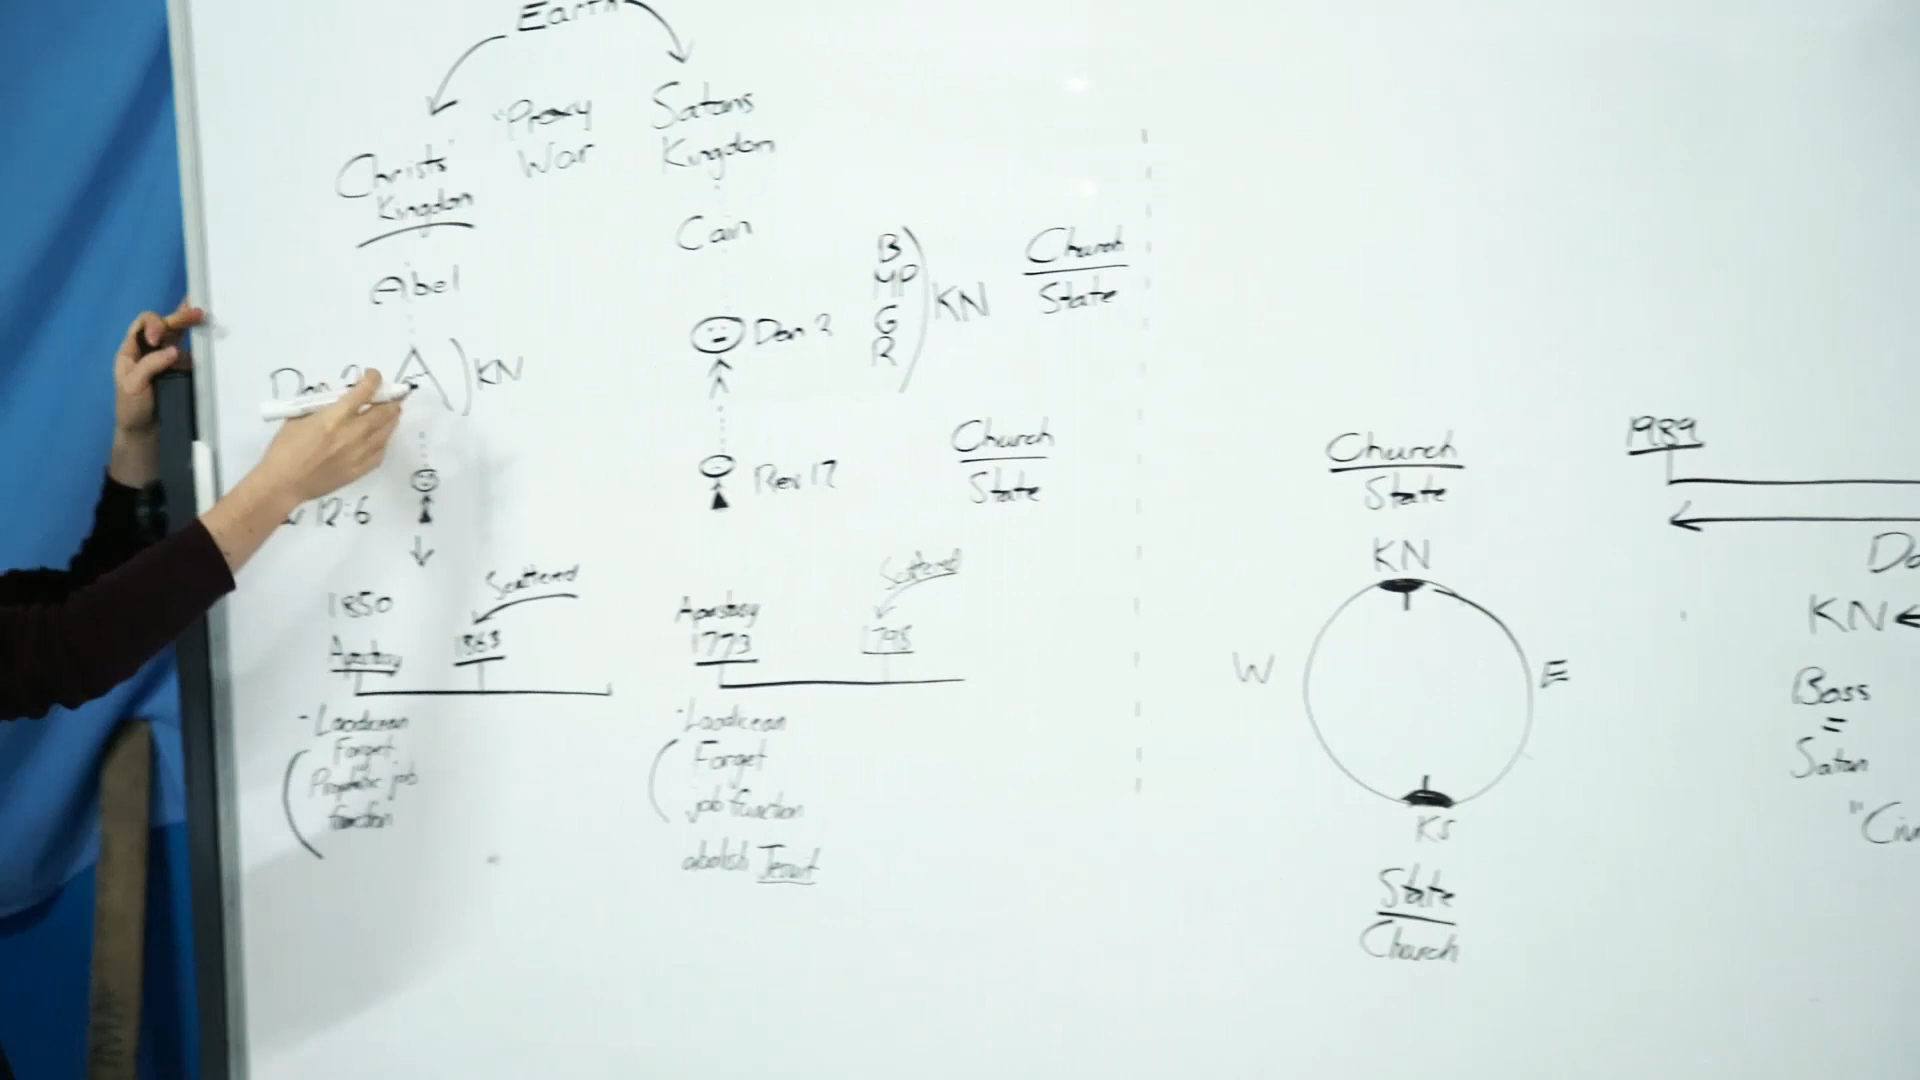 Earth
Christs'
Kingdom
"Proxy
War
Satans
Kingdom
Abel
Cain
Dan 2
KN
Dan 2
B
MP
G
R
KN
Church
State
12:6
Rev 17
Church
State
1850
Apostasy
Scattered
1863
- Laodicean
Forget
Prophetic job
function
Apostasy
1773
Scattered
1798
- Laodicean
Forget
job function
abolish Jesuit
Church
State
KN
W
E
KS
State
Church
1989
KN
Boss
=
Satan